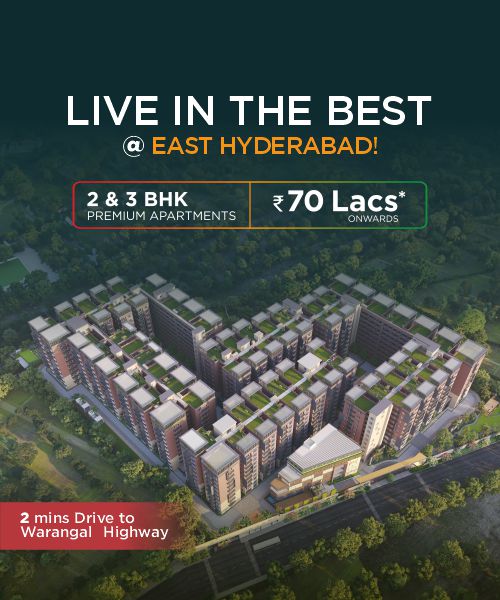 LIVE IN THE BEST
@ EAST HYDERABAD!
2 & 3 BHK
PREMIUM APARTMENTS
₹70 Lacs*
ONWARDS
2 mins Drive to
Warangal Highway